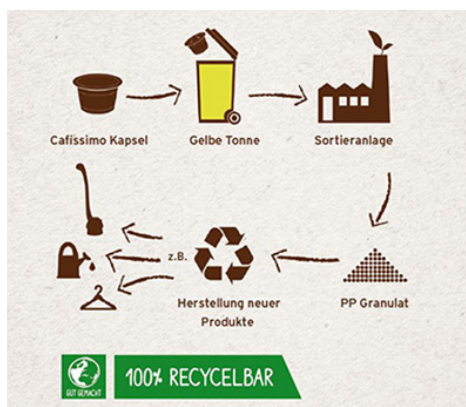 Cafissimo Kapsel
Gelbe Tonne
Sortieranlage
z.B.
Herstellung neuer
Produkte
PP Granulat
GUT GEMACHT
100% RECYCELBAR